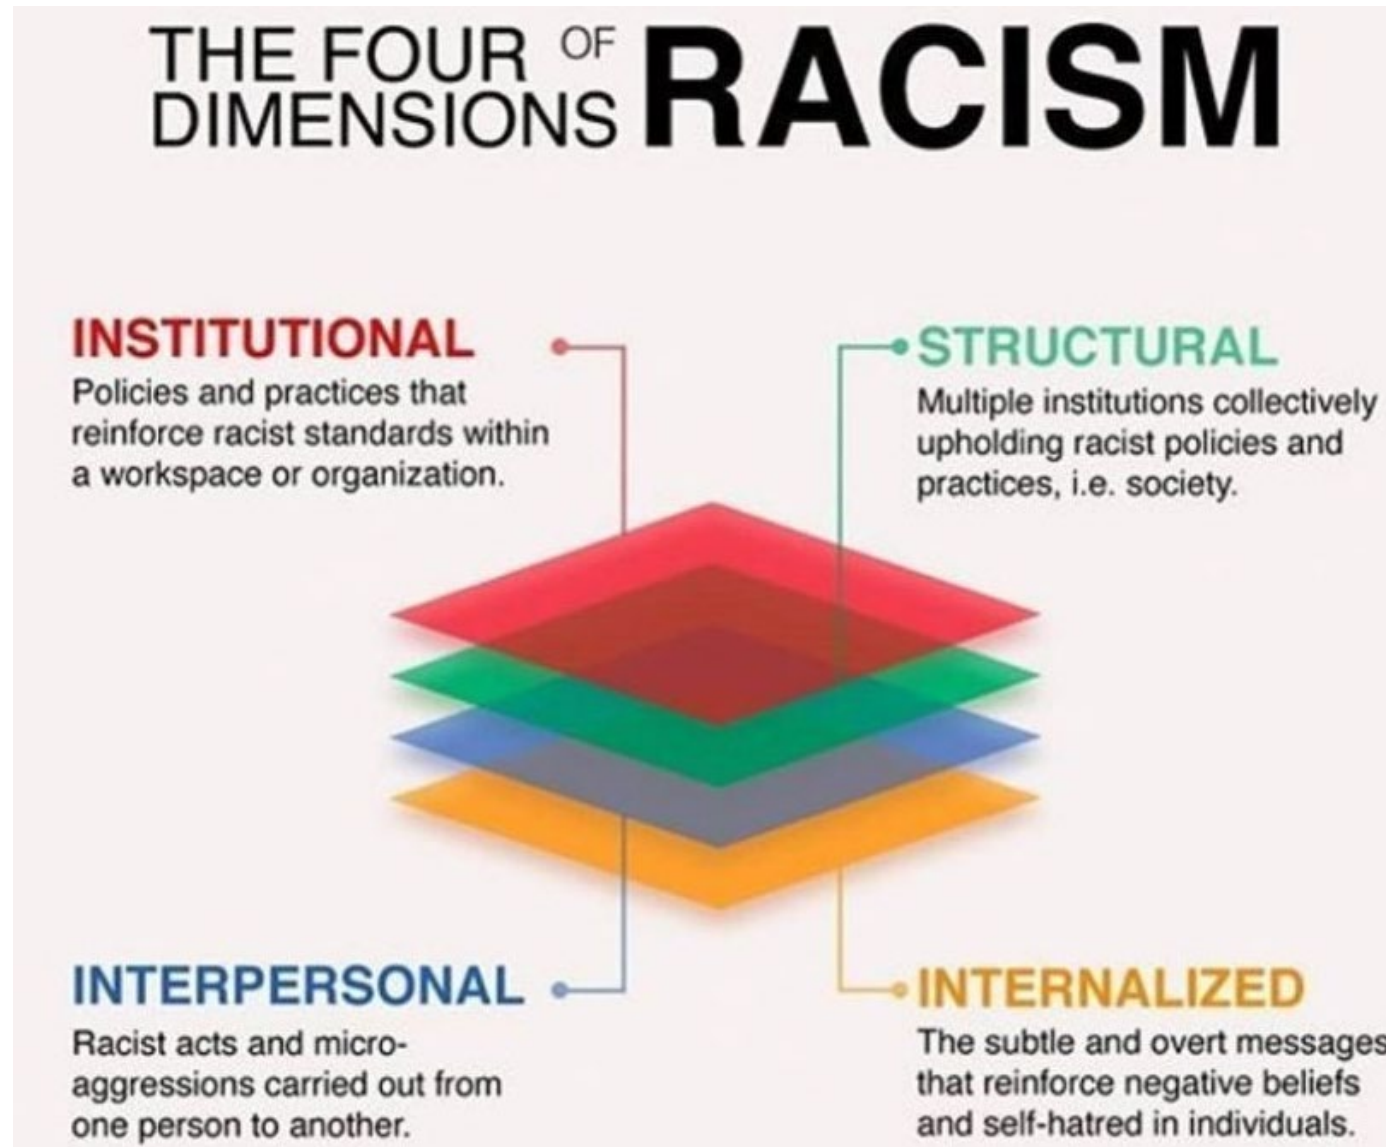 THE FOUR OF
DIMENSIONS RACISM
INSTITUTIONAL
Policies and practices that
reinforce racist standards within
a workspace or organization.
STRUCTURAL
Multiple institutions collectively
upholding racist policies and
practices, i.e. society.
INTERPERSONAL
Racist acts and micro-
aggressions carried out from
one person to another.
INTERNALIZED
The subtle and overt messages
that reinforce negative beliefs
and self-hatred in individuals.